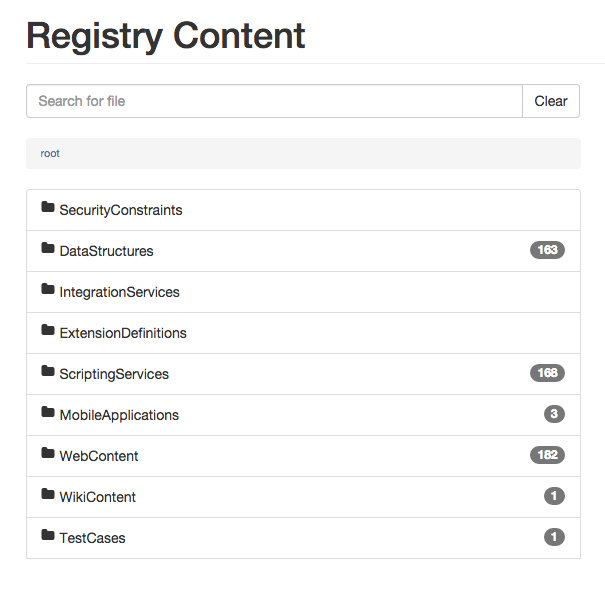 Registry Content
Search for file Clear
root
SecurityConstraints
DataStructures 163
IntegrationServices
ExtensionDefinitions
ScriptingServices 168
MobileApplications 3
WebContent 182
WikiContent 1
TestCases 1